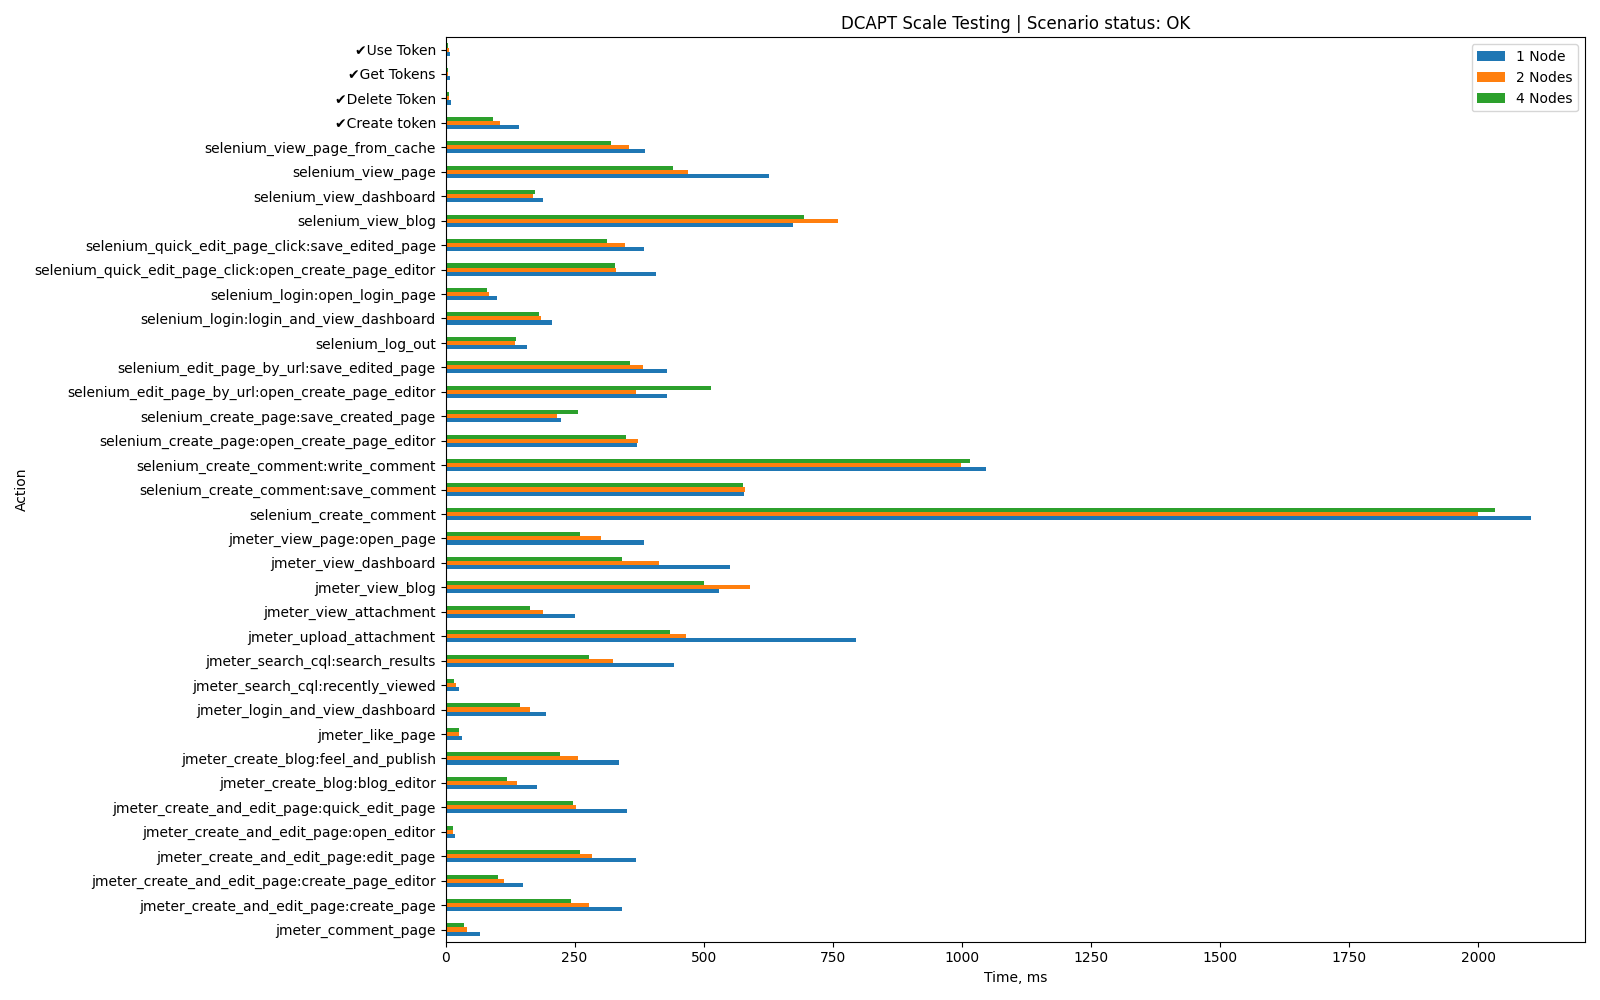 DCAPT Scale Testing | Scenario status: OK
1 Node
2 Nodes
4 Nodes
✔Use Token
✔Get Tokens
✔Delete Token
✔Create token
selenium_view_page_from_cache
selenium_view_page
selenium_view_dashboard
selenium_view_blog
selenium_quick_edit_page_click:save_edited_page
selenium_quick_edit_page_click:open_create_page_editor
selenium_login:open_login_page
selenium_login:login_and_view_dashboard
selenium_log_out
selenium_edit_page_by_url:save_edited_page
selenium_edit_page_by_url:open_create_page_editor
selenium_create_page:save_created_page
selenium_create_page:open_create_page_editor
selenium_create_comment:write_comment
selenium_create_comment:save_comment
selenium_create_comment
jmeter_view_page:open_page
jmeter_view_dashboard
jmeter_view_blog
jmeter_view_attachment
jmeter_upload_attachment
jmeter_search_cql:search_results
jmeter_search_cql:recently_viewed
jmeter_login_and_view_dashboard
jmeter_like_page
jmeter_create_blog:feel_and_publish
jmeter_create_blog:blog_editor
jmeter_create_and_edit_page:quick_edit_page
jmeter_create_and_edit_page:open_editor
jmeter_create_and_edit_page:edit_page
jmeter_create_and_edit_page:create_page_editor
jmeter_create_and_edit_page:create_page
jmeter_comment_page
Action
0 250 500 750 1000 1250 1500 1750 2000
Time, ms